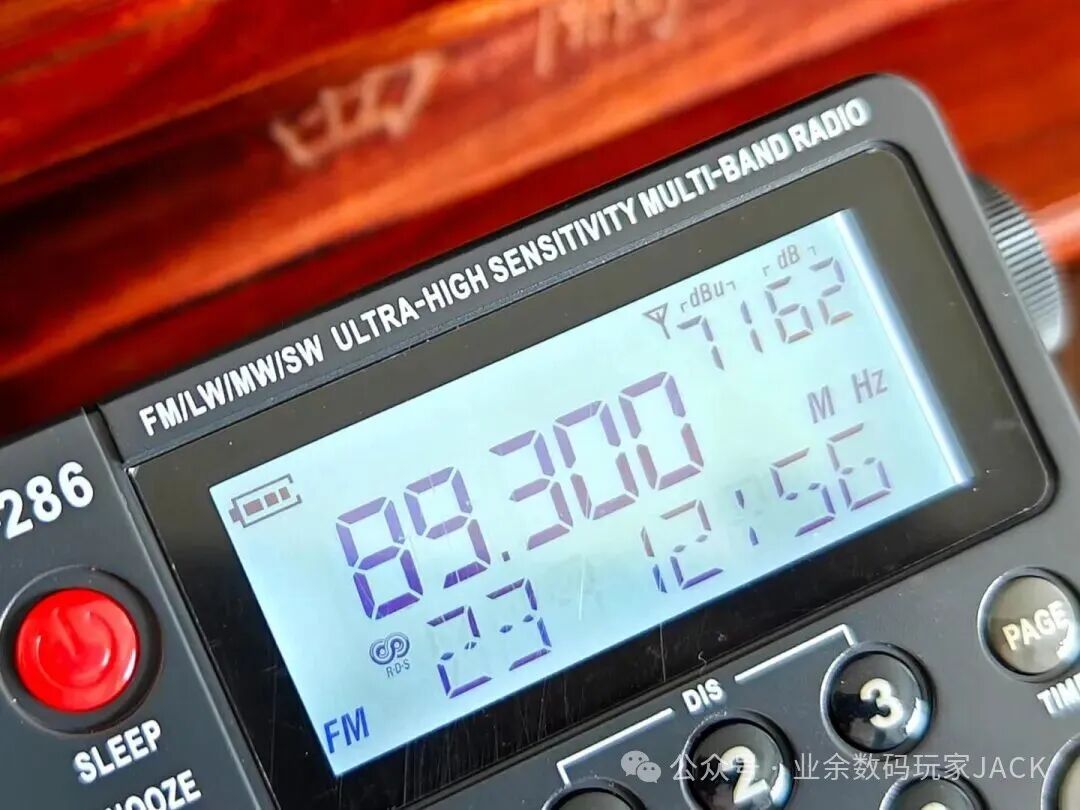 FM/LW/MW/SW ULTRA-HIGH SENSITIVITY MULTI-BAND RADIO
286
dBu dB
71 62
89.300 MHz
R·D·S 23 12:56
FM
SLEEP
SNOOZE
DIS
2
3
PAGE
公众号 · 业余数码玩家JACK